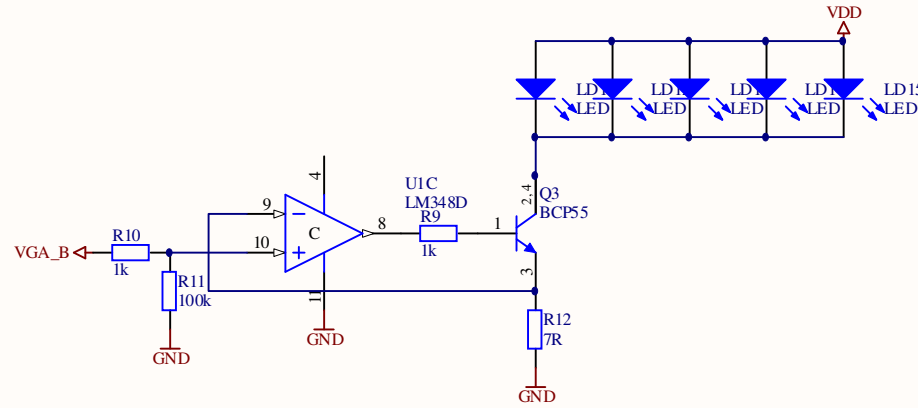 VDD
LD1
LD1
LD1
LD1
LD15
LED
LED
LED
LED
LED
4
U1C
LM348D
Q3
BCP55
2, 4
9
R9
8
1
C
1k
VGA_B
R10
10
1k
3
R11
100k
11
R12
7R
GND
GND
GND